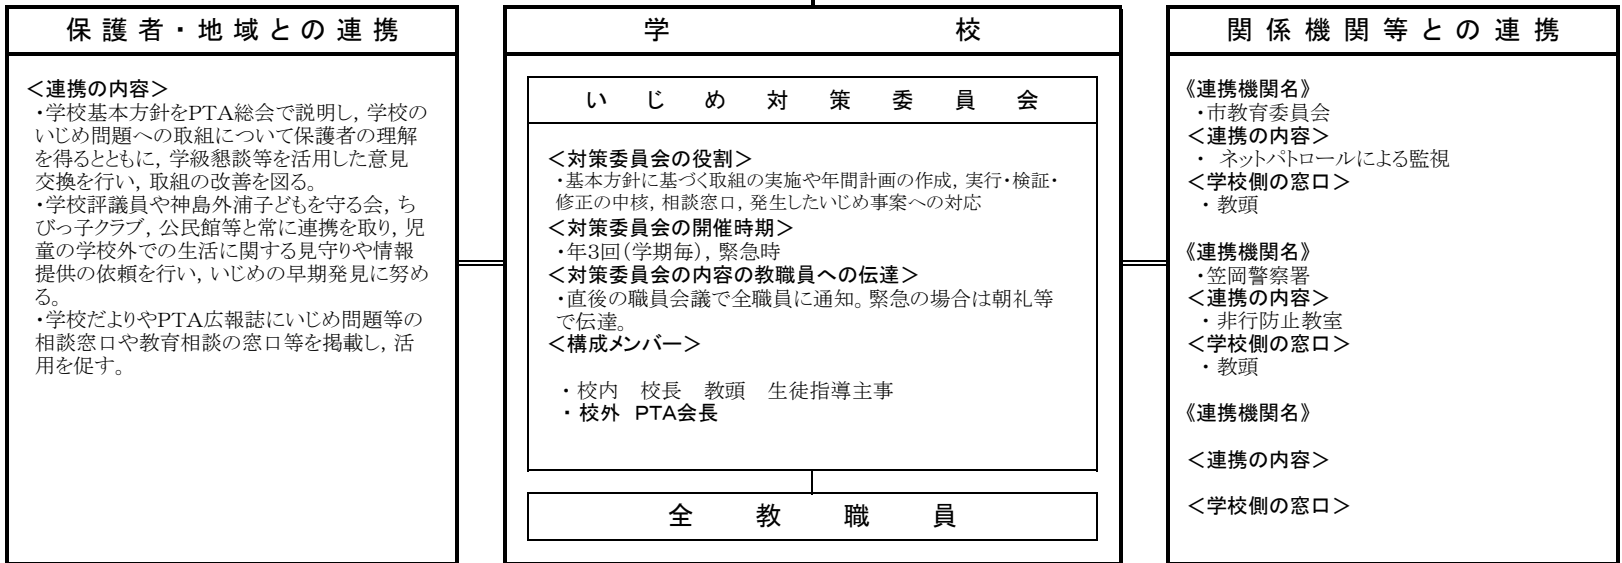 保護者・地域との連携
＜連携の内容＞
・学校基本方針をPTA総会で説明し，学校の
いじめ問題への取組について保護者の理解
を得るとともに，学級懇談等を活用した意見
交換を行い，取組の改善を図る。
・学校評議員や神島外浦子どもを守る会，ち
びっ子クラブ，公民館等と常に連携を取り，児
童の学校外での生活に関する見守りや情報
提供の依頼を行い，いじめの早期発見に努め
る。
・学校だよりやPTA広報誌にいじめ問題等の
相談窓口や教育相談の窓口等を掲載し，活
用を促す。
学校
いじめ対策委員会
＜対策委員会の役割＞
・基本方針に基づく取組の実施や年間計画の作成，実行・検証・
修正の中核，相談窓口，発生したいじめ事案への対応
＜対策委員会の開催時期＞
・年3回（学期毎），緊急時
＜対策委員会の内容の教職員への伝達＞
・直後の職員会議で全職員に通知。緊急の場合は朝礼等
で伝達。
＜構成メンバー＞
・校内　校長　教頭　生徒指導主事
・校外　PTA会長
全教職員
関係機関等との連携
《連携機関名》
・市教育委員会
＜連携の内容＞
・ ネットパトロールによる監視
＜学校側の窓口＞
・教頭
《連携機関名》
・笠岡警察署
＜連携の内容＞
・非行防止教室
＜学校側の窓口＞
・教頭
《連携機関名》
＜連携の内容＞
＜学校側の窓口＞